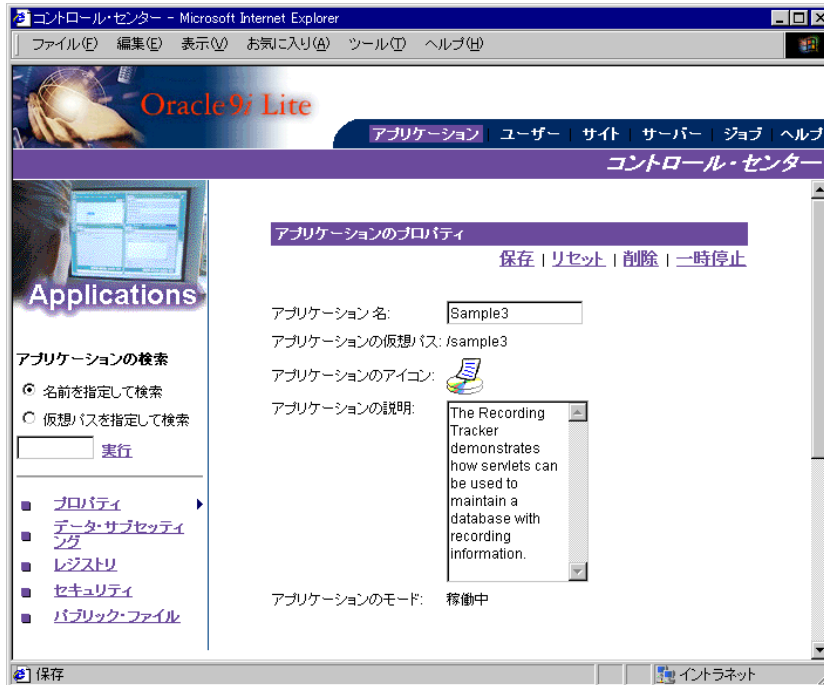 コントロール・センター - Microsoft Internet Explorer
ファイル(F) 編集(E) 表示(V) お気に入り(A) ツール(T) ヘルプ(H)
Oracle9i Lite
アプリケーション ユーザー サイト サーバー ジョブ ヘルプ
コントロール・センター
Applications
アプリケーションの検索
名前を指定して検索
仮想パスを指定して検索
実行
プロパティ
データ・サブセッティ
ング
レジストリ
セキュリティ
パブリック・ファイル
アプリケーションのプロパティ
保存 | リセット | 削除 | 一時停止
アプリケーション名: Sample3
アプリケーションの仮想パス: /sample3
アプリケーションのアイコン:
アプリケーションの説明:
The Recording
Tracker
demonstrates
how servlets can
be used to
maintain a
database with
recording
information.
アプリケーションのモード: 稼働中
保存
イントラネット